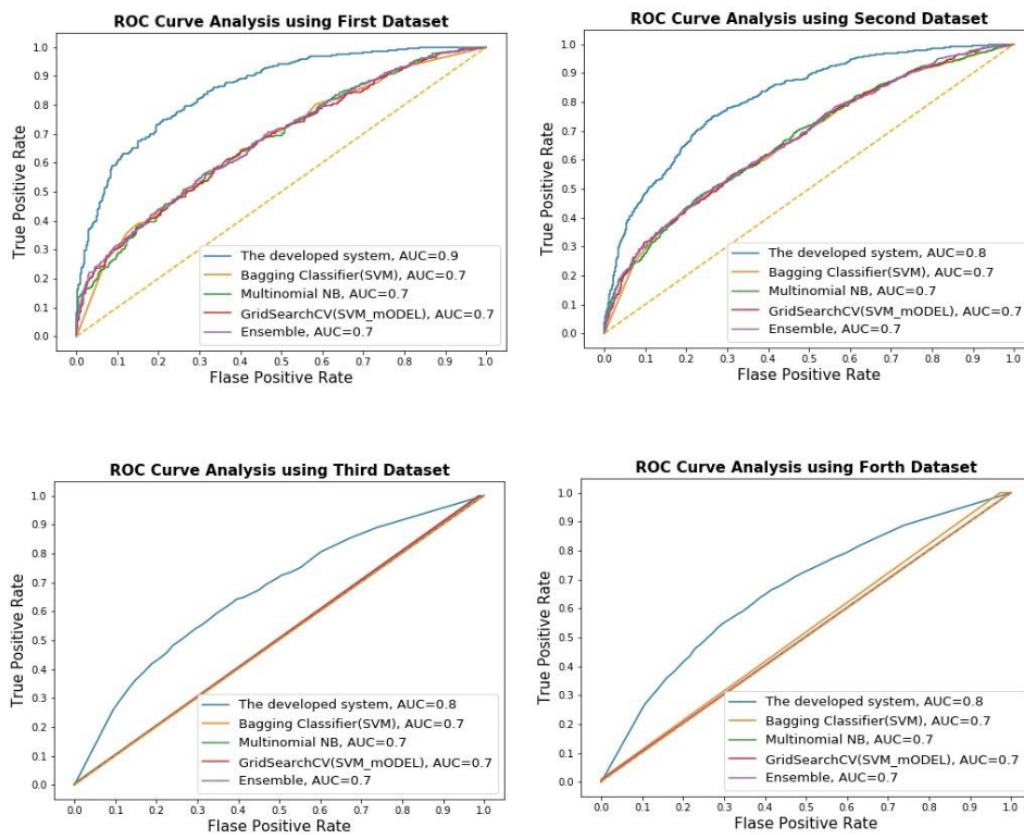 ROC Curve Analysis using First Dataset
True Positive Rate
1.0
0.9
0.8
0.7
0.6
0.5
0.4
0.3
0.2
0.1
0.0
The developed system, AUC=0.9
Bagging Classifier(SVM), AUC=0.7
Multinomial NB, AUC=0.7
GridSearchCV(SVM_mODEL), AUC=0.7
Ensemble, AUC=0.7
0.0 0.1 0.2 0.3 0.4 0.5 0.6 0.7 0.8 0.9 1.0
Flase Positive Rate
ROC Curve Analysis using Second Dataset
True Positive Rate
1.0
0.9
0.8
0.7
0.6
0.5
0.4
0.3
0.2
0.1
0.0
The developed system, AUC=0.8
Bagging Classifier(SVM), AUC=0.7
Multinomial NB, AUC=0.7
GridSearchCV(SVM_mODEL), AUC=0.7
Ensemble, AUC=0.7
0.0 0.1 0.2 0.3 0.4 0.5 0.6 0.7 0.8 0.9 1.0
Flase Positive Rate
ROC Curve Analysis using Third Dataset
True Positive Rate
1.0
0.9
0.8
0.7
0.6
0.5
0.4
0.3
0.2
0.1
0.0
The developed system, AUC=0.8
Bagging Classifier(SVM), AUC=0.7
Multinomial NB, AUC=0.7
GridSearchCV(SVM_mODEL), AUC=0.7
Ensemble, AUC=0.7
0.0 0.1 0.2 0.3 0.4 0.5 0.6 0.7 0.8 0.9 1.0
Flase Positive Rate
ROC Curve Analysis using Forth Dataset
True Positive Rate
1.0
0.9
0.8
0.7
0.6
0.5
0.4
0.3
0.2
0.1
0.0
The developed system, AUC=0.8
Bagging Classifier(SVM), AUC=0.7
Multinomial NB, AUC=0.7
GridSearchCV(SVM_mODEL), AUC=0.7
Ensemble, AUC=0.7
0.0 0.1 0.2 0.3 0.4 0.5 0.6 0.7 0.8 0.9 1.0
Flase Positive Rate